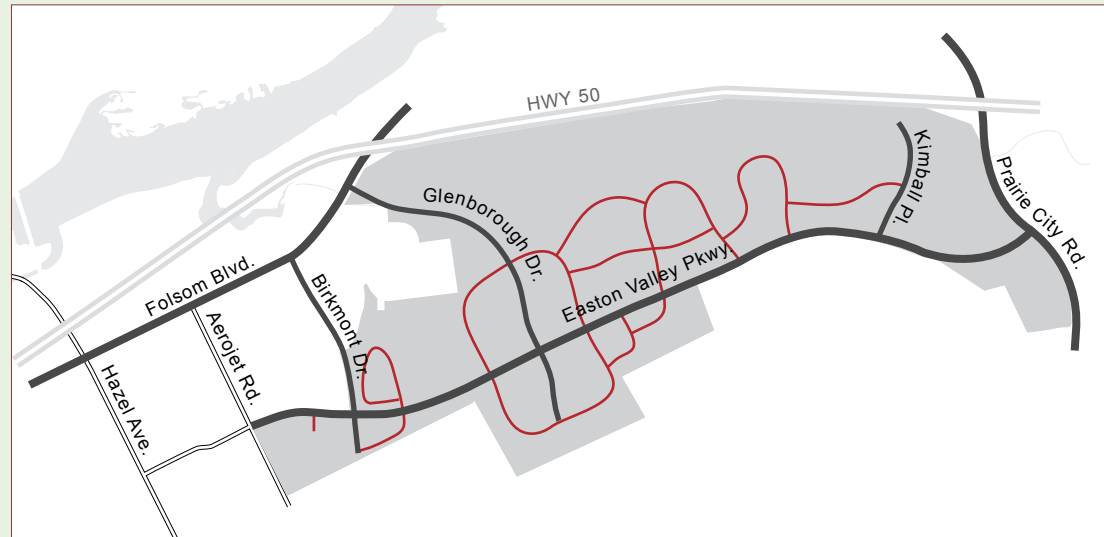 HWY 50
Kimball Pl.
Prairie City Rd.
Glenborough Dr.
Easton Valley Pkwy.
Folsom Blvd.
Birkmont Dr.
Aerojet Rd.
Hazel Ave.